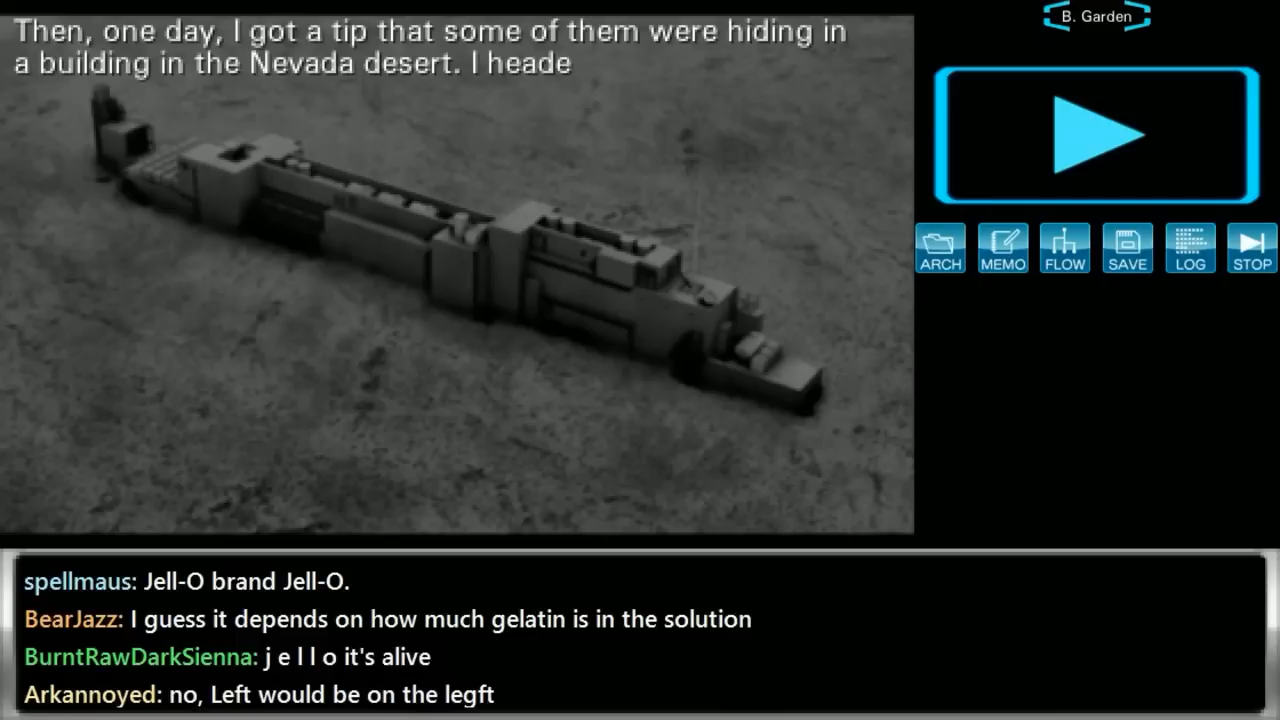 Then, one day, I got a tip that some of them were hiding in
a building in the Nevada desert. I heade
B. Garden
ARCH MEMO FLOW SAVE LOG STOP
spellmaus: Jell-O brand Jell-O.
BearJazz: I guess it depends on how much gelatin is in the solution
BurntRawDarkSienna: j e l l o it's alive
Arkannoyed: no, Left would be on the legft